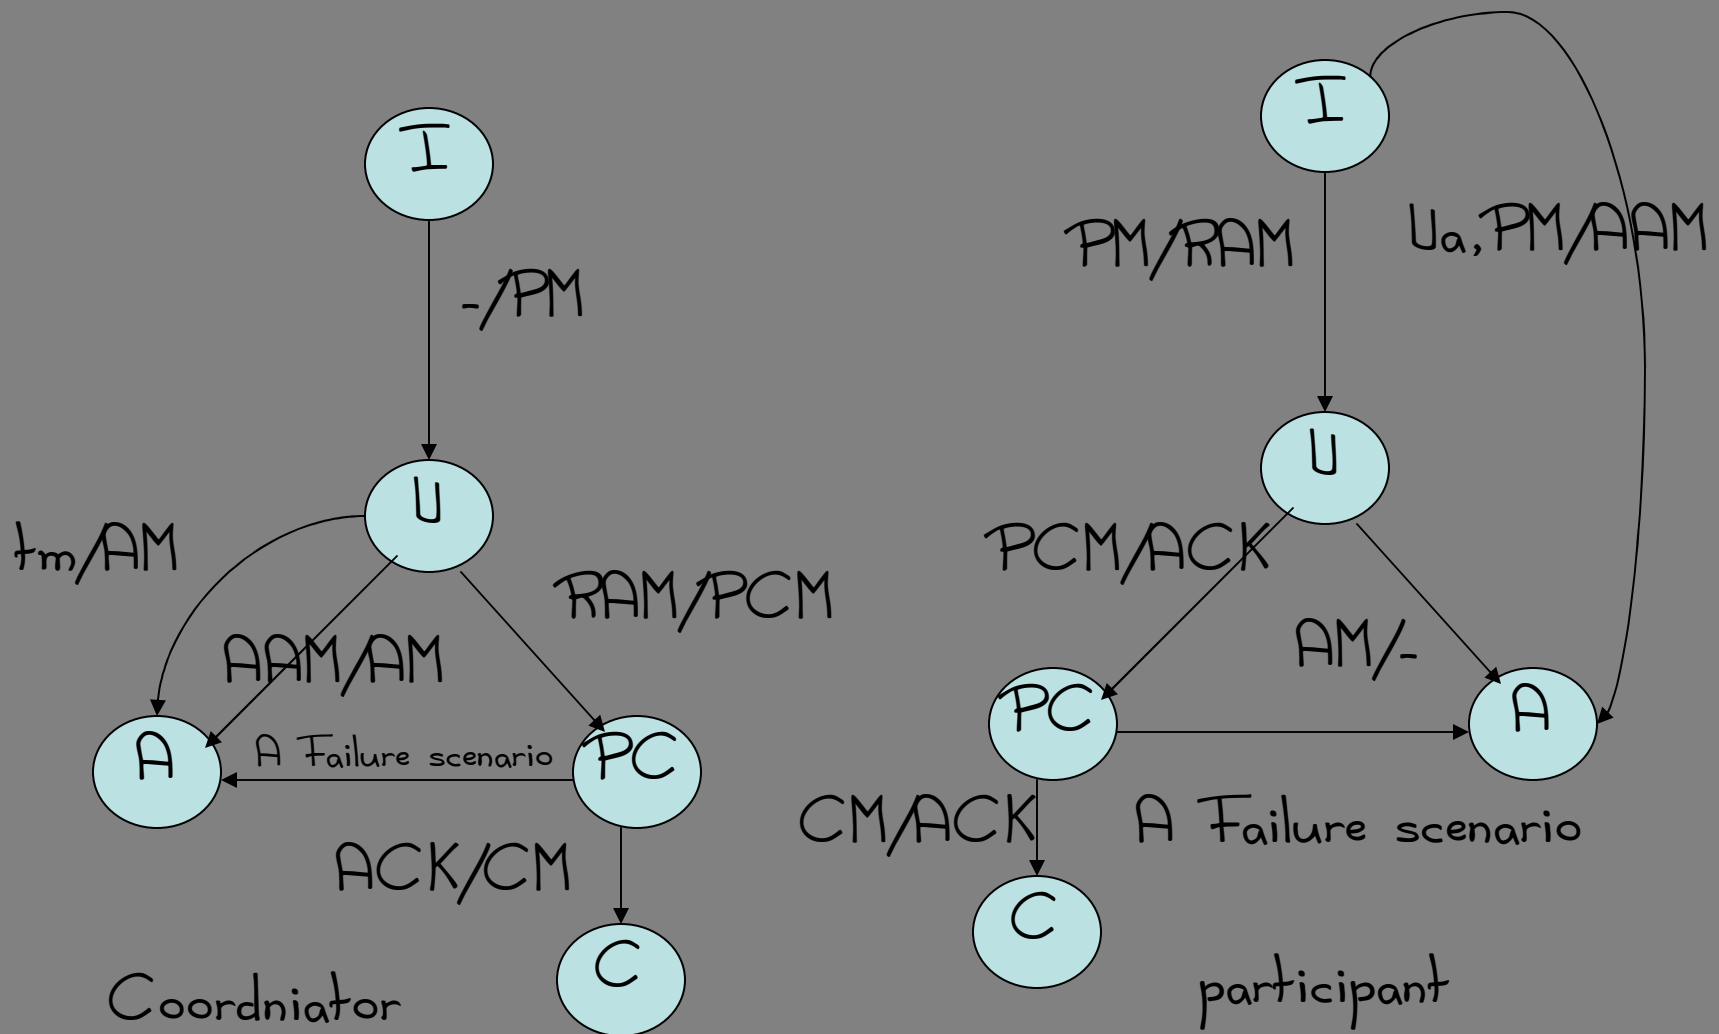 I
-/PM
U
tm/AM
RAM/PCM
AAM/AM
A
A Failure scenario
PC
ACK/CM
C
Coordniator
I
PM/RAM
Ua,PM/AAM
U
PCM/ACK
AM/-
PC
A
CM/ACK
A Failure scenario
C
participant